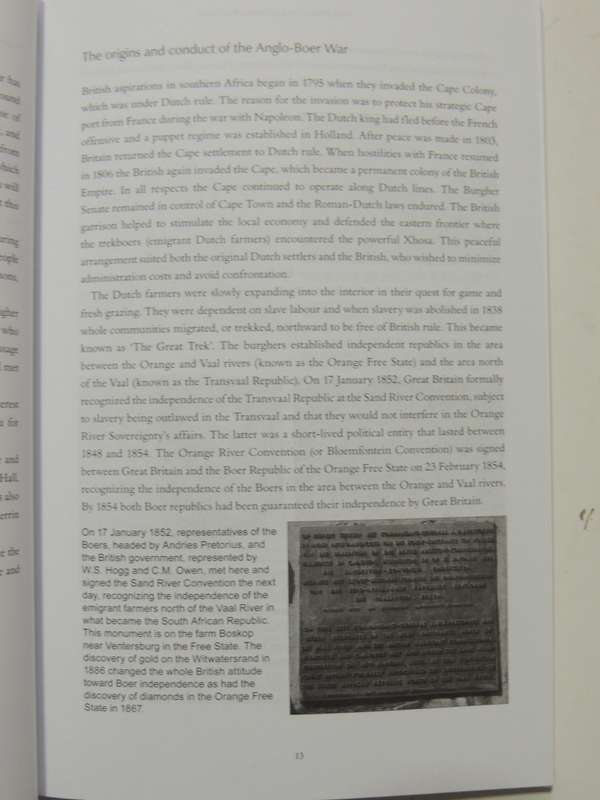 The origins and conduct of the Anglo-Boer War
British aspirations in southern Africa began in 1795 when they invaded the Cape Colony,
which was under Dutch rule. The reason for the invasion was to protect his strategic Cape
port from France during the war with Napoleon. The Dutch king had fled before the French
offensive and a puppet regime was established in Holland. After peace was made in 1803,
Britain returned the Cape settlement to Dutch rule. When hostilities with France resumed
in 1806 the British again invaded the Cape, which became a permanent colony of the British
Empire. In all respects the Cape continued to operate along Dutch lines. The Burgher
Senate remained in control of Cape Town and the Roman-Dutch laws endured. The British
garrison helped to stimulate the local economy and defended the eastern frontier where
the trekboers (emigrant Dutch farmers) encountered the powerful Xhosa. This peaceful
arrangement suited both the original Dutch settlers and the British, who wished to minimize
administration costs and avoid confrontation.
The Dutch farmers were slowly expanding into the interior in their quest for game and
fresh grazing. They were dependent on slave labour and when slavery was abolished in 1838
whole communities migrated, or trekked, northward to be free of British rule. This became
known as 'The Great Trek'. The burghers established independent republics in the area
between the Orange and Vaal rivers (known as the Orange Free State) and the area north
of the Vaal (known as the Transvaal Republic). On 17 January 1852, Great Britain formally
recognized the independence of the Transvaal Republic at the Sand River Convention, subject
to slavery being outlawed in the Transvaal and that they would not interfere in the Orange
River Sovereignty's affairs. The latter was a short-lived political entity that lasted between
1848 and 1854. The Orange River Convention (or Bloemfontein Convention) was signed
between Great Britain and the Boer Republic of the Orange Free State on 23 February 1854,
recognizing the independence of the Boers in the area between the Orange and Vaal rivers.
By 1854 both Boer republics had been guaranteed their independence by Great Britain.
On 17 January 1852, representatives of the
Boers, headed by Andries Pretorius, and
the British government, represented by
W.S. Hogg and C.M. Owen, met here and
signed the Sand River Convention the next
day, recognizing the independence of the
emigrant farmers north of the Vaal River in
what became the South African Republic.
This monument is on the farm Boskop
near Ventersburg in the Free State. The
discovery of gold on the Witwatersrand in
1886 changed the whole British attitude
toward Boer independence as had the
discovery of diamonds in the Orange Free
State in 1867.
13